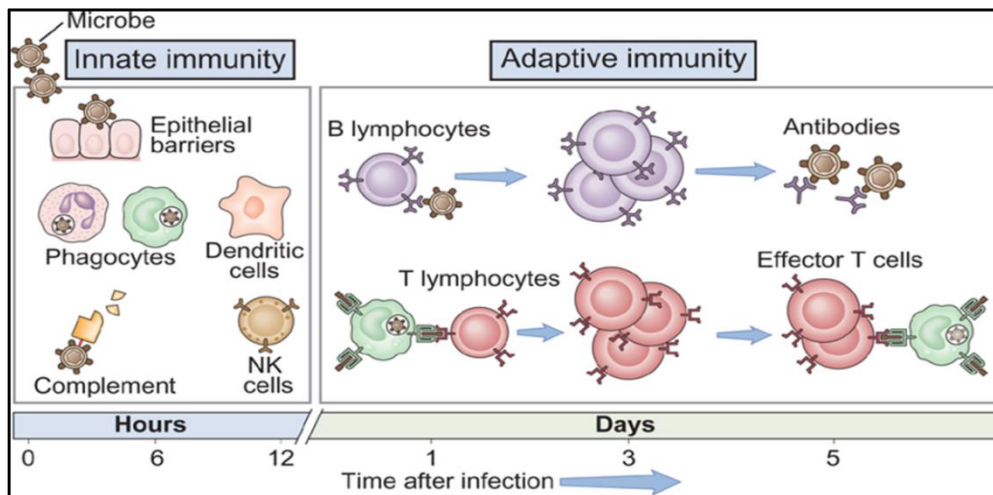 Microbe
Innate immunity
Adaptive immunity
Epithelial
barriers
Phagocytes
Dendritic
cells
Complement
NK
cells
B lymphocytes
Antibodies
T lymphocytes
Effector T cells
Hours
Days
0
6
12
1
3
5
Time after infection